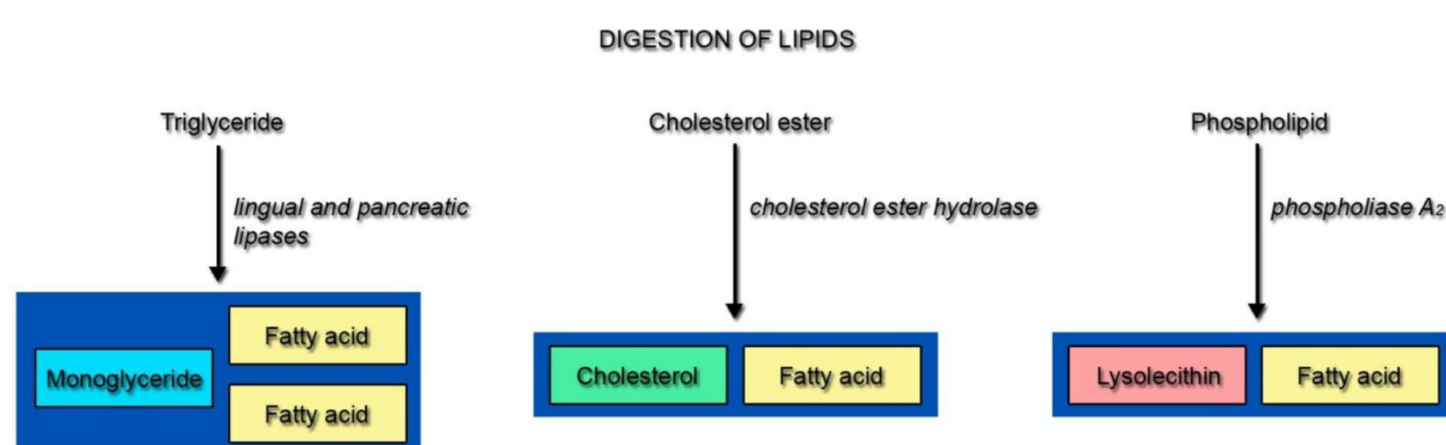 DIGESTION OF LIPIDS
Triglyceride
Cholesterol ester
Phospholipid
lingual and pancreatic
lipases
cholesterol ester hydrolase
phospholiase A₂
Fatty acid
Monoglyceride
Fatty acid
Cholesterol
Fatty acid
Lysolecithin
Fatty acid